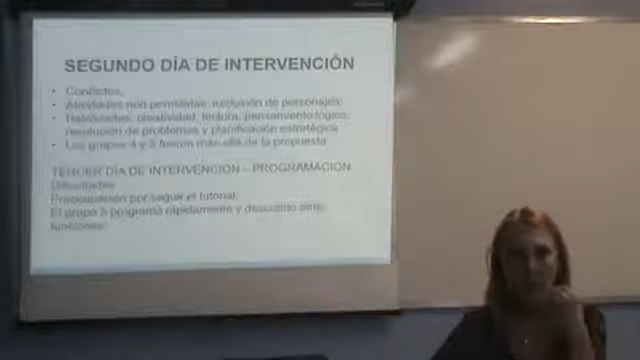 SEGUNDO DÍA DE INTERVENCIÓN
• Conflictos;
• Atividades non permitidas, exclusión de personajes;
• Habilidades, creatividad, lectura, pensamiento lógico, resolución de problemas y planificación estratégica
• Los grupos 4 y 5 fueron más allá de la propuesta
TERCER DÍA DE INTERVENCIÓN – PROGRAMACIÓN
Dificultades
Preocupación por seguir el tutorial;
El grupo 5 programó rápidamente y descubrió otras
funciones;